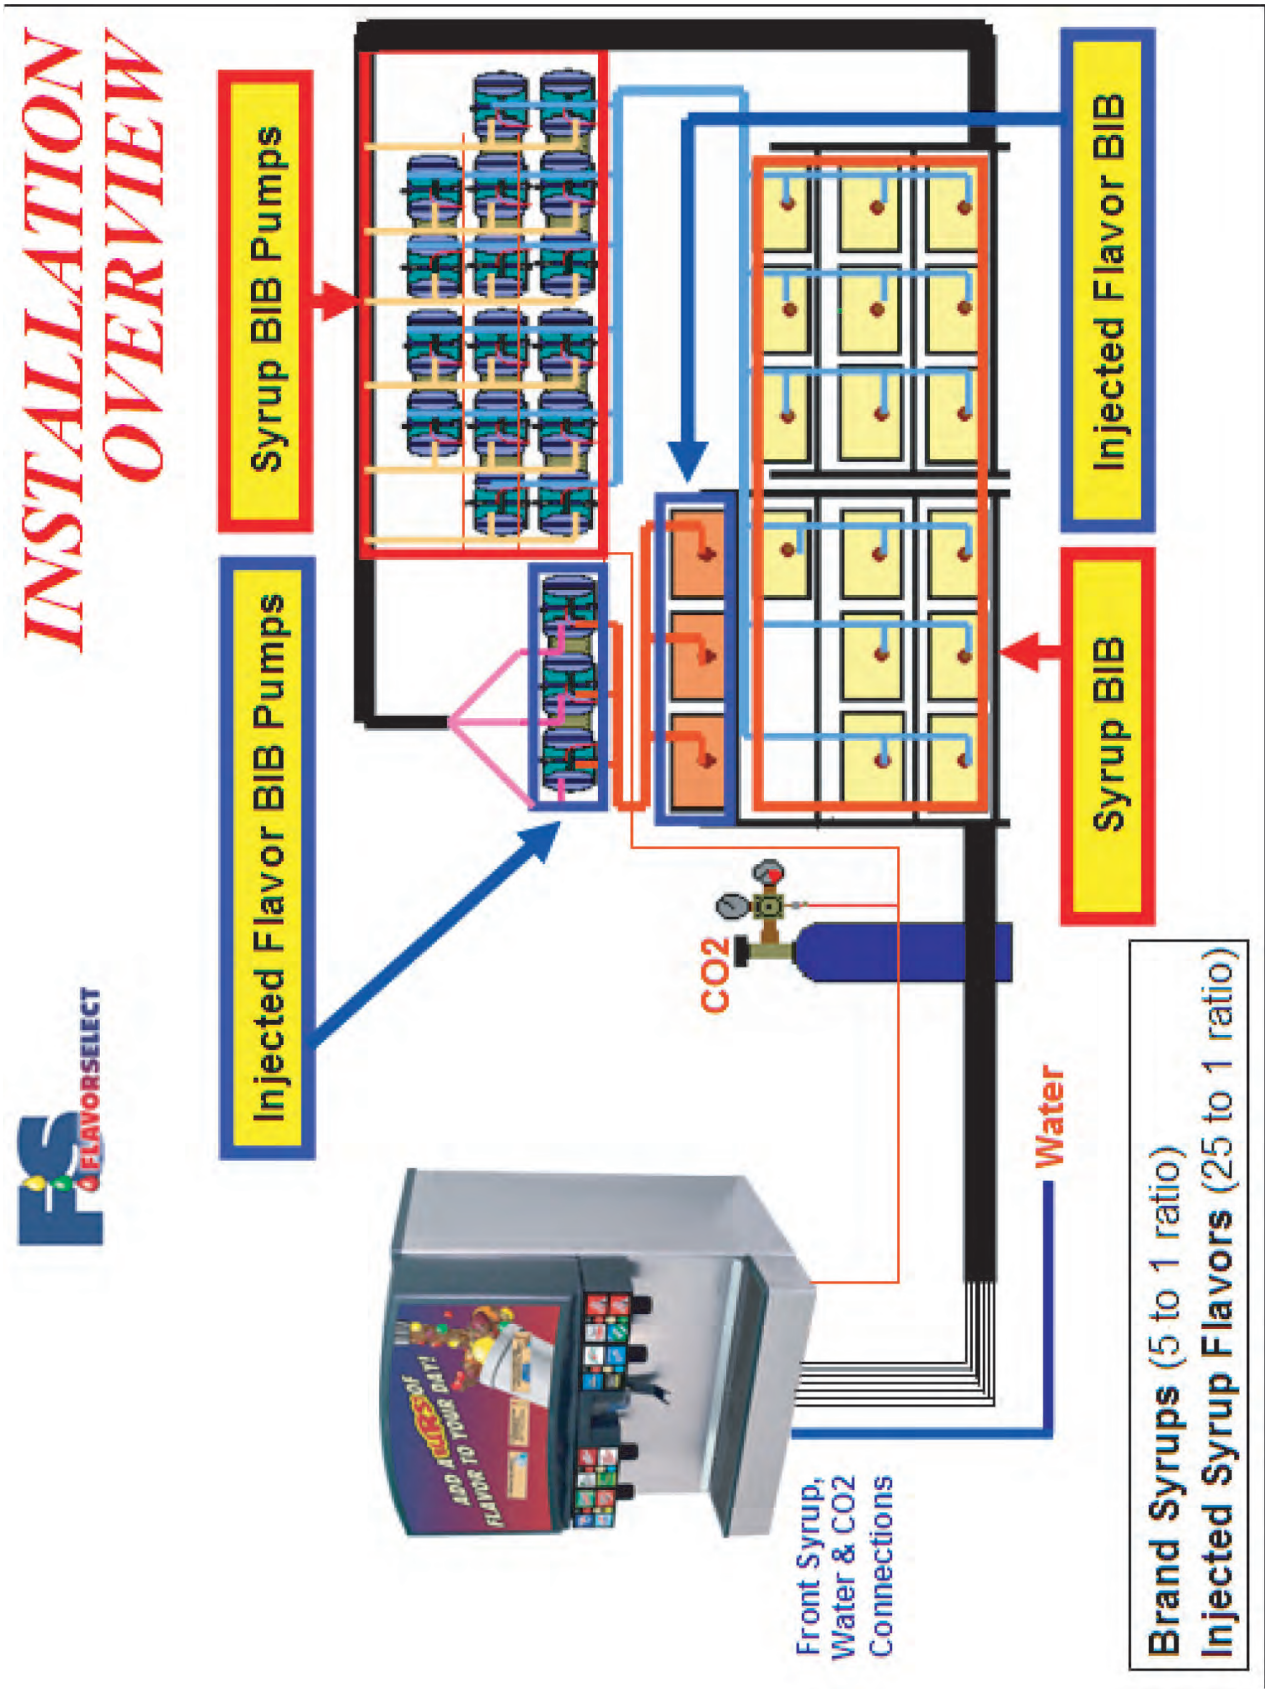 INSTALLATION
OVERVIEW
FS
FLAVORSELECT
Injected Flavor BIB Pumps
Syrup BIB Pumps
ADD A BURST OF
FLAVOR TO YOUR DAY!
CO2
Front Syrup,
Water & CO2
Connections
Water
Syrup BIB
Injected Flavor BIB
Brand Syrups (5 to 1 ratio)
Injected Syrup Flavors (25 to 1 ratio)